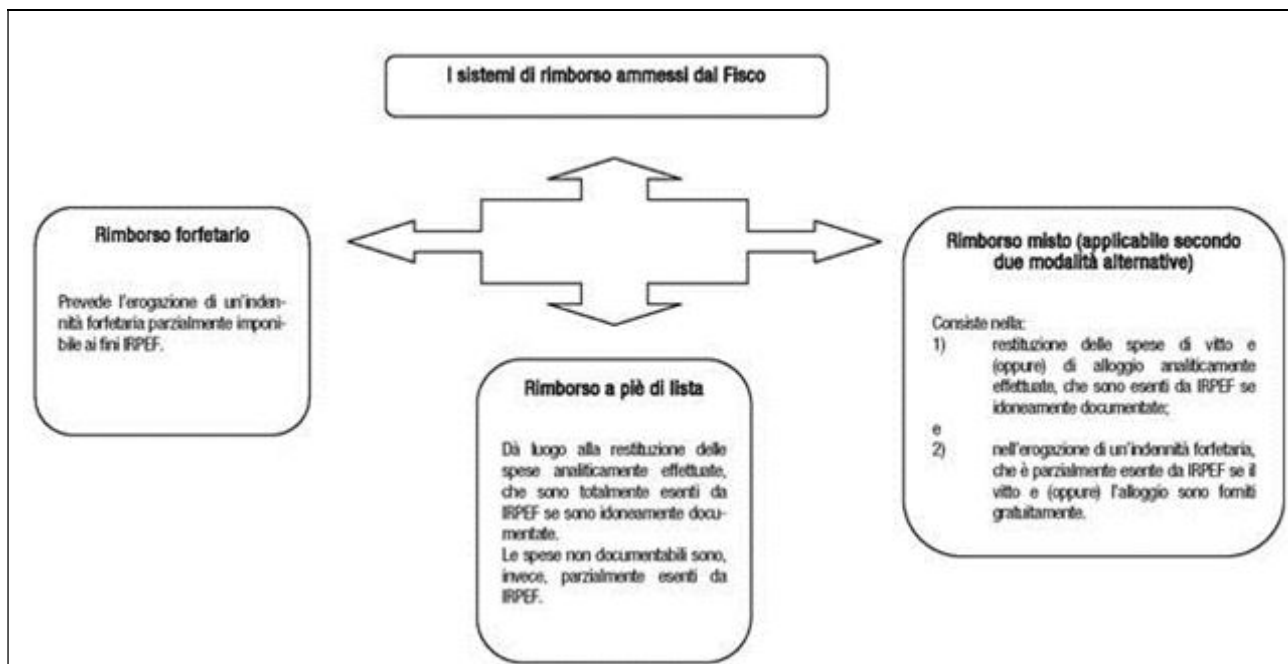 I sistemi di rimborso ammessi dal Fisco
Rimborso forfetario
Prevede l'erogazione di un'inden-
nità forfetaria parzialmente imponi-
bile ai fini IRPEF.
Rimborso a piè di lista
Dà luogo alla restituzione delle
spese analiticamente effettuate,
che sono totalmente esenti da
IRPEF se sono idoneamente docu-
mentate.
Le spese non documentabili sono,
invece, parzialmente esenti da
IRPEF.
Rimborso misto (applicabile secondo
due modalità alternative)
Consiste nella:
1) restituzione delle spese di vitto e
(oppure) di alloggio analiticamente
effettuate, che sono esenti da IRPEF se
idoneamente documentate;
e
2) nell'erogazione di un'indennità forfetaria,
che è parzialmente esente da IRPEF se il
vitto e (oppure) l'alloggio sono forniti
gratuitamente.